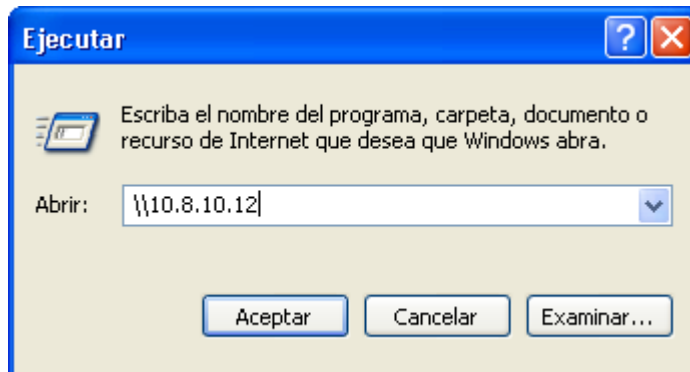 Ejecutar
Escriba el nombre del programa, carpeta, documento o
recurso de Internet que desea que Windows abra.
Abrir: \\10.8.10.12
Aceptar Cancelar Examinar...